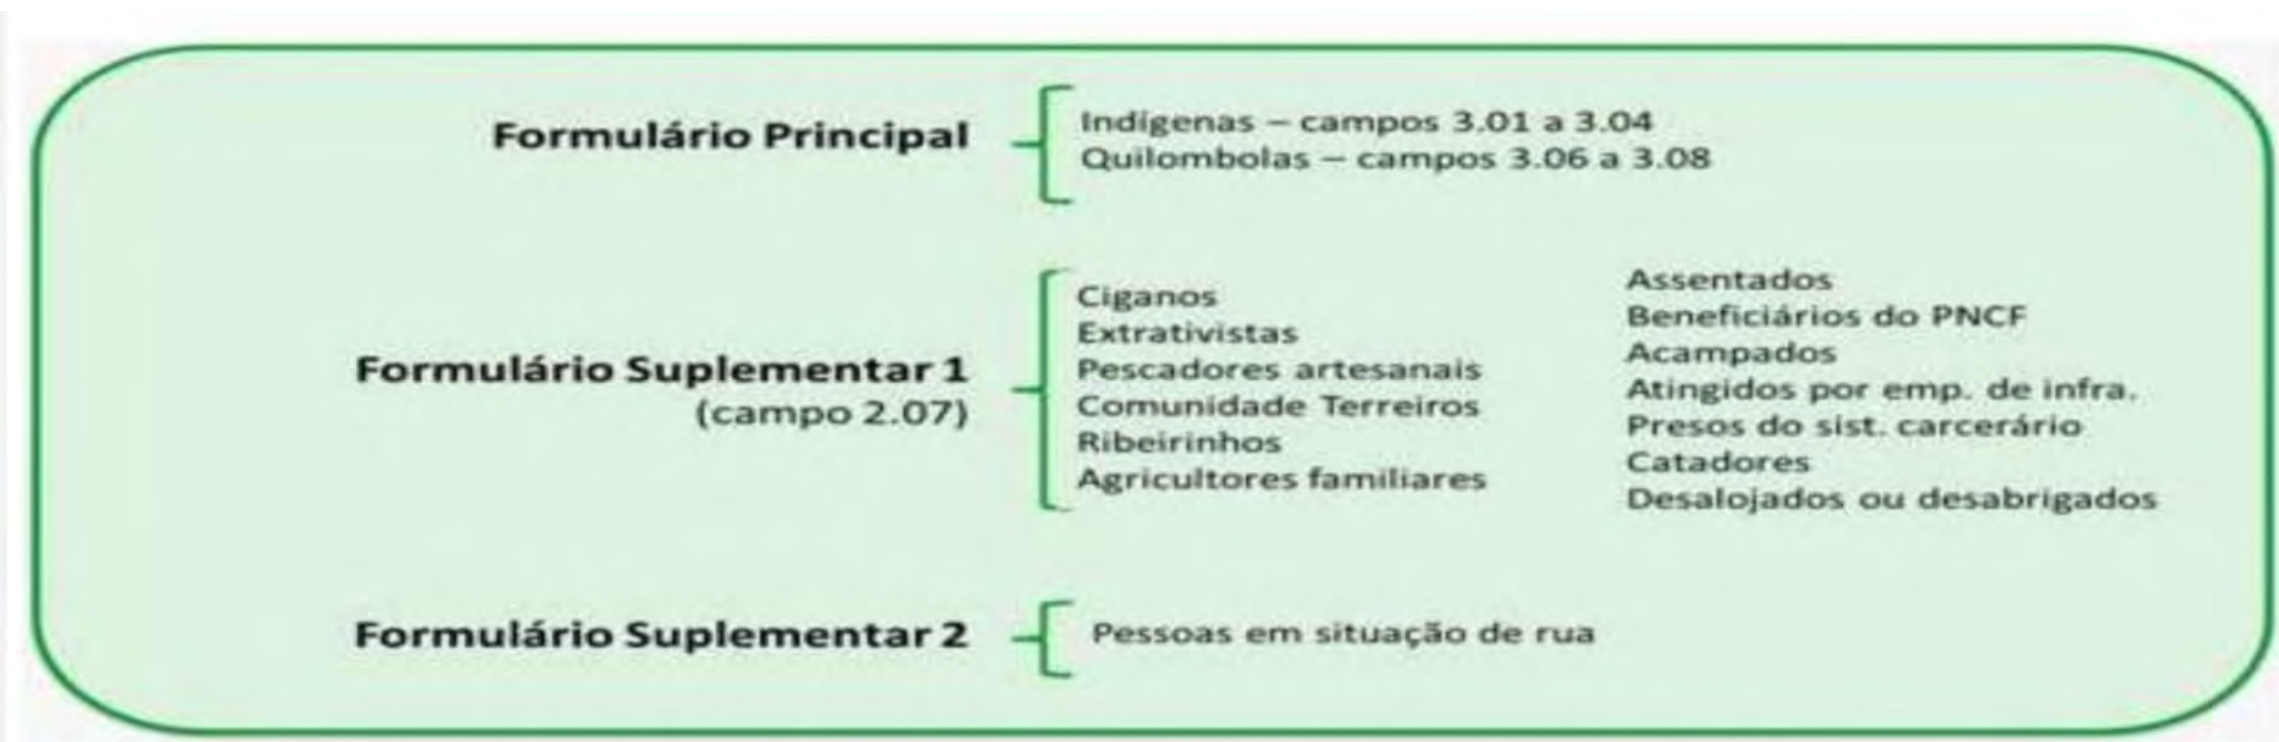 Formulário Principal
Indígenas – campos 3.01 a 3.04
Quilombolas – campos 3.06 a 3.08
Formulário Suplementar 1
(campo 2.07)
Ciganos
Extrativistas
Pescadores artesanais
Comunidade Terreiros
Ribeirinhos
Agricultores familiares
Assentados
Beneficiários do PNCF
Acampados
Atingidos por emp. de infra.
Presos do sist. carcerário
Catadores
Desalojados ou desabrigados
Formulário Suplementar 2
Pessoas em situação de rua